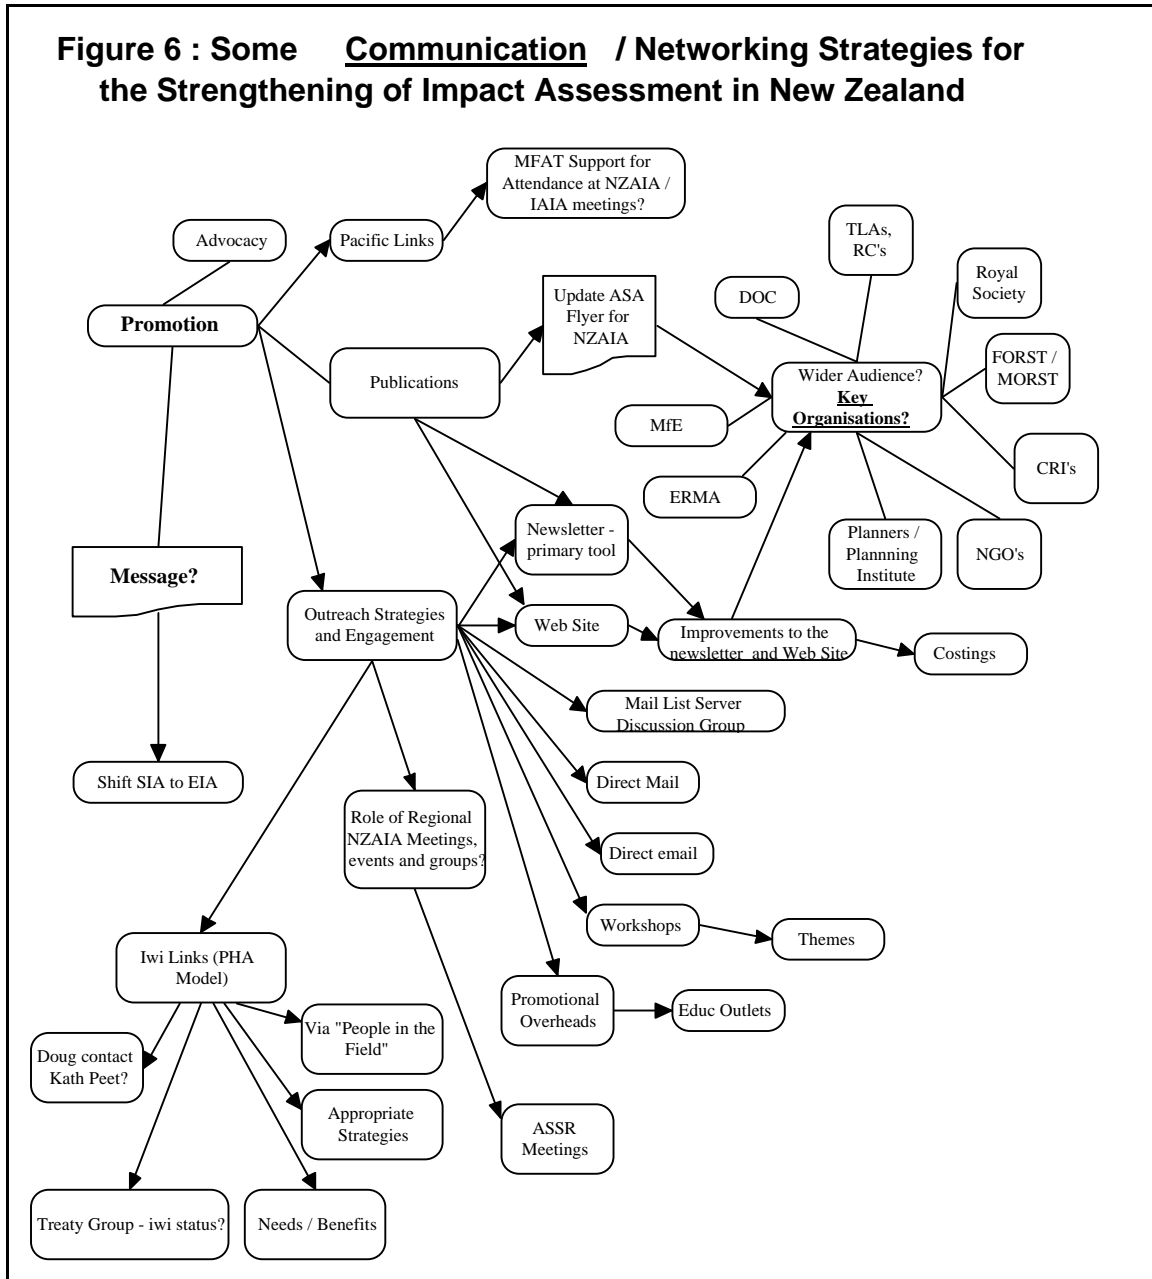 Figure 6 : Some Communication / Networking Strategies for
the Strengthening of Impact Assessment in New Zealand
MFAT Support for
Attendance at NZAIA /
IAIA meetings?
Advocacy
Pacific Links
TLAs,
RC's
Royal
Society
DOC
Update ASA
Flyer for
NZAIA
Promotion
Publications
FORST /
MORST
Wider Audience?
Key
Organisations?
MfE
CRI's
ERMA
Newsletter -
primary tool
Planners /
Plannning
Institute
NGO's
Message?
Outreach Strategies
and Engagement
Web Site
Improvements to the
newsletter and Web Site
Costings
Mail List Server
Discussion Group
Shift SIA to EIA
Direct Mail
Role of Regional
NZAIA Meetings,
events and groups?
Direct email
Workshops
Themes
Iwi Links (PHA
Model)
Promotional
Overheads
Educ Outlets
Via "People in the
Field"
Doug contact
Kath Peet?
Appropriate
Strategies
ASSR
Meetings
Treaty Group - iwi status?
Needs / Benefits